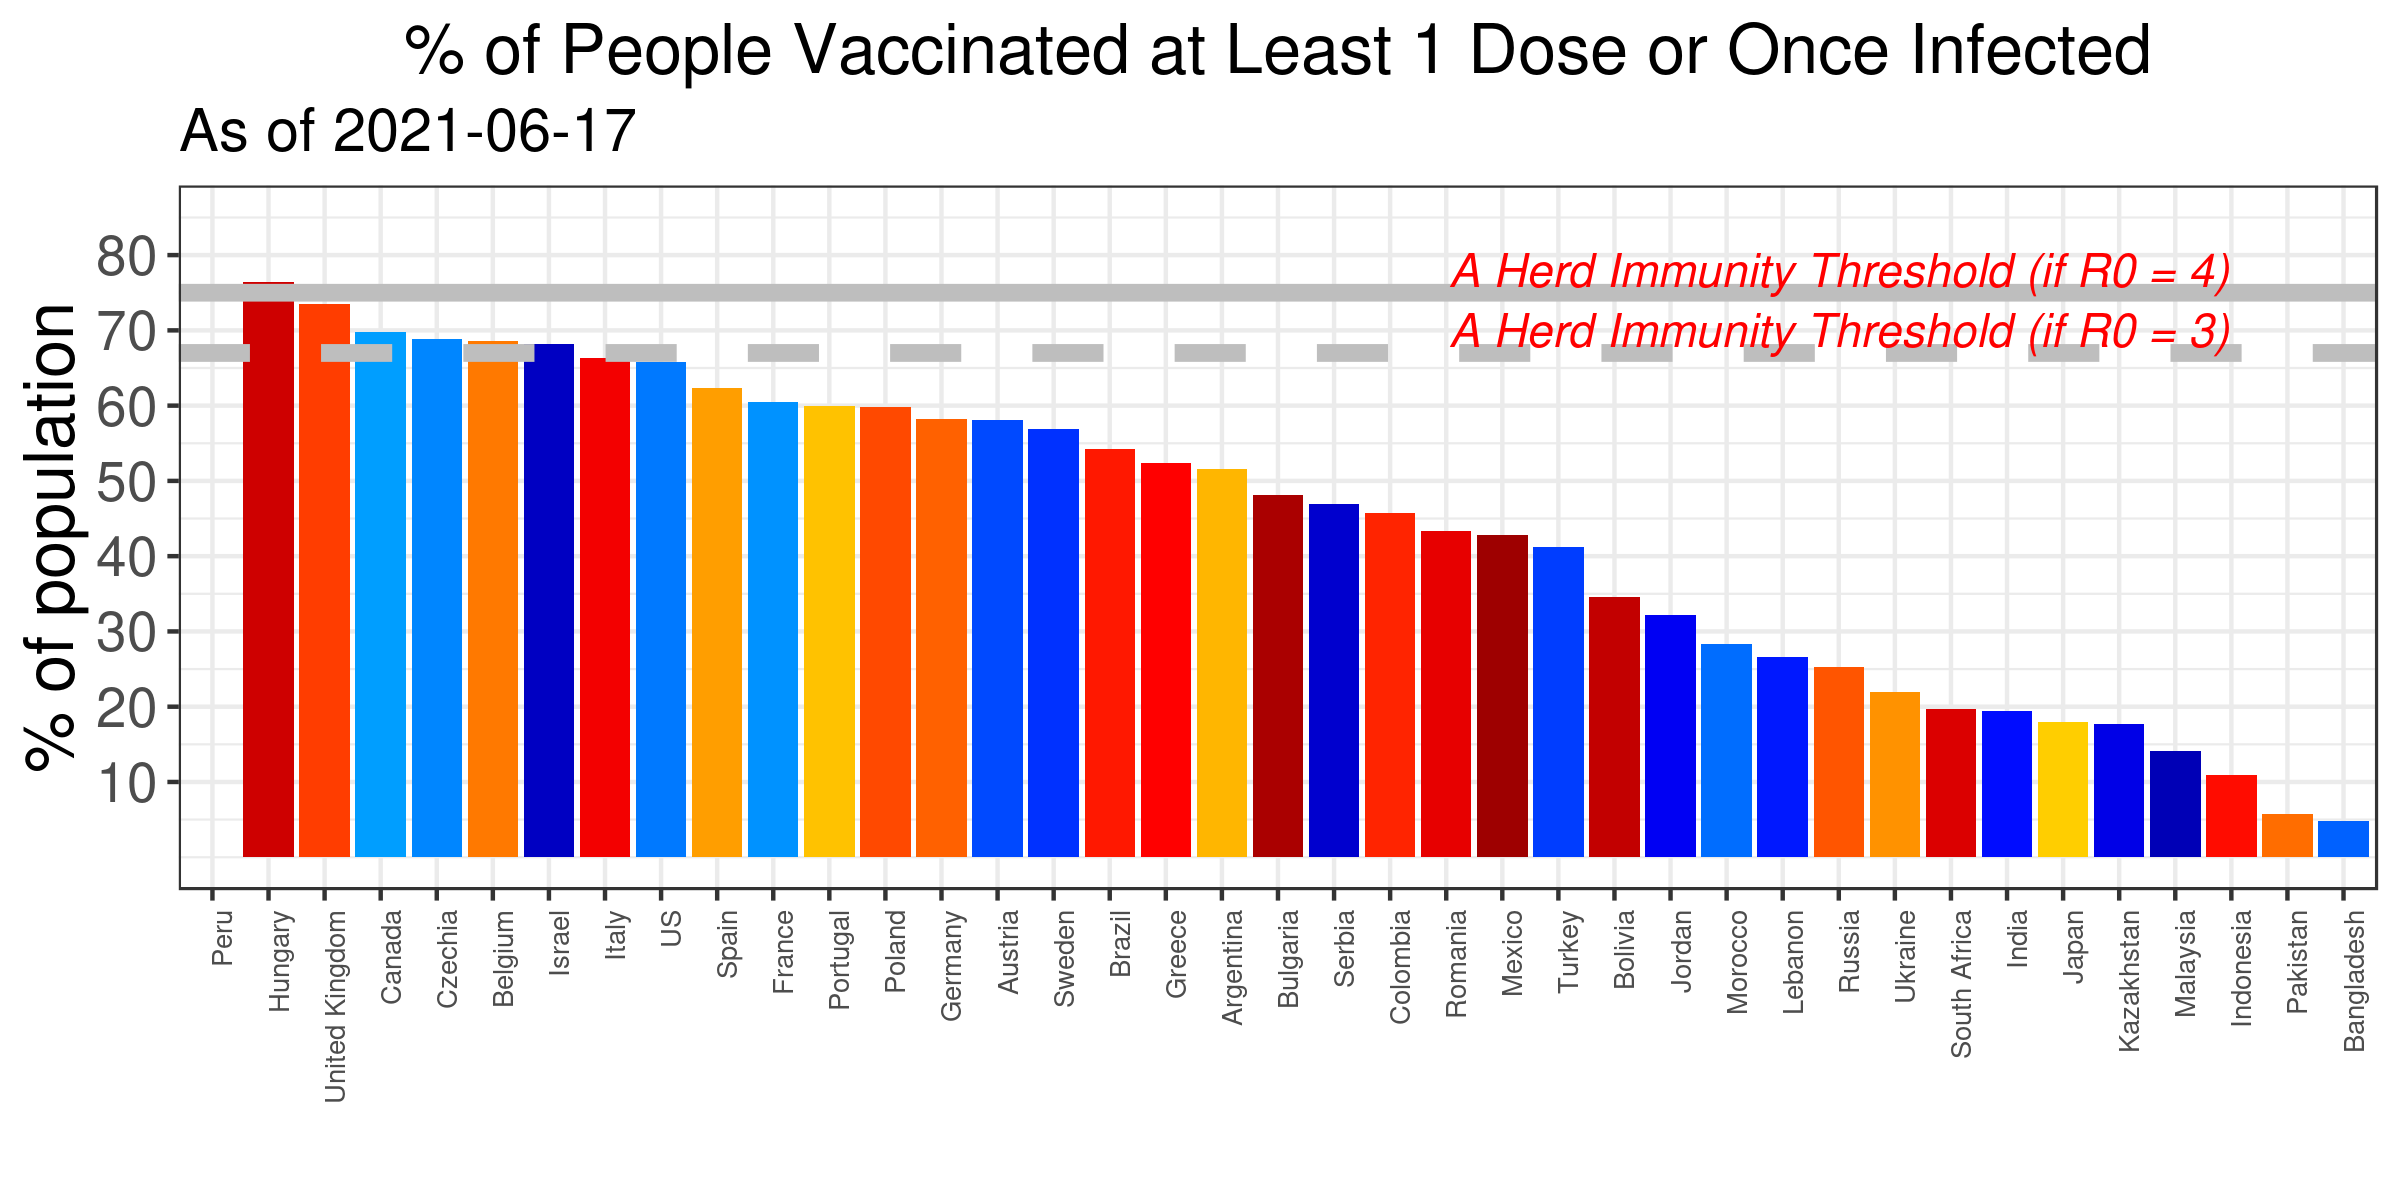 % of People Vaccinated at Least 1 Dose or Once Infected
As of 2021-06-17
% of population
80
70
60
50
40
30
20
10
A Herd Immunity Threshold (if R0 = 4)
A Herd Immunity Threshold (if R0 = 3)
Peru
Hungary
United Kingdom
Canada
Czechia
Belgium
Israel
Italy
US
Spain
France
Portugal
Poland
Germany
Austria
Sweden
Brazil
Greece
Argentina
Bulgaria
Serbia
Colombia
Romania
Mexico
Turkey
Bolivia
Jordan
Morocco
Lebanon
Russia
Ukraine
South Africa
India
Japan
Kazakhstan
Malaysia
Indonesia
Pakistan
Bangladesh